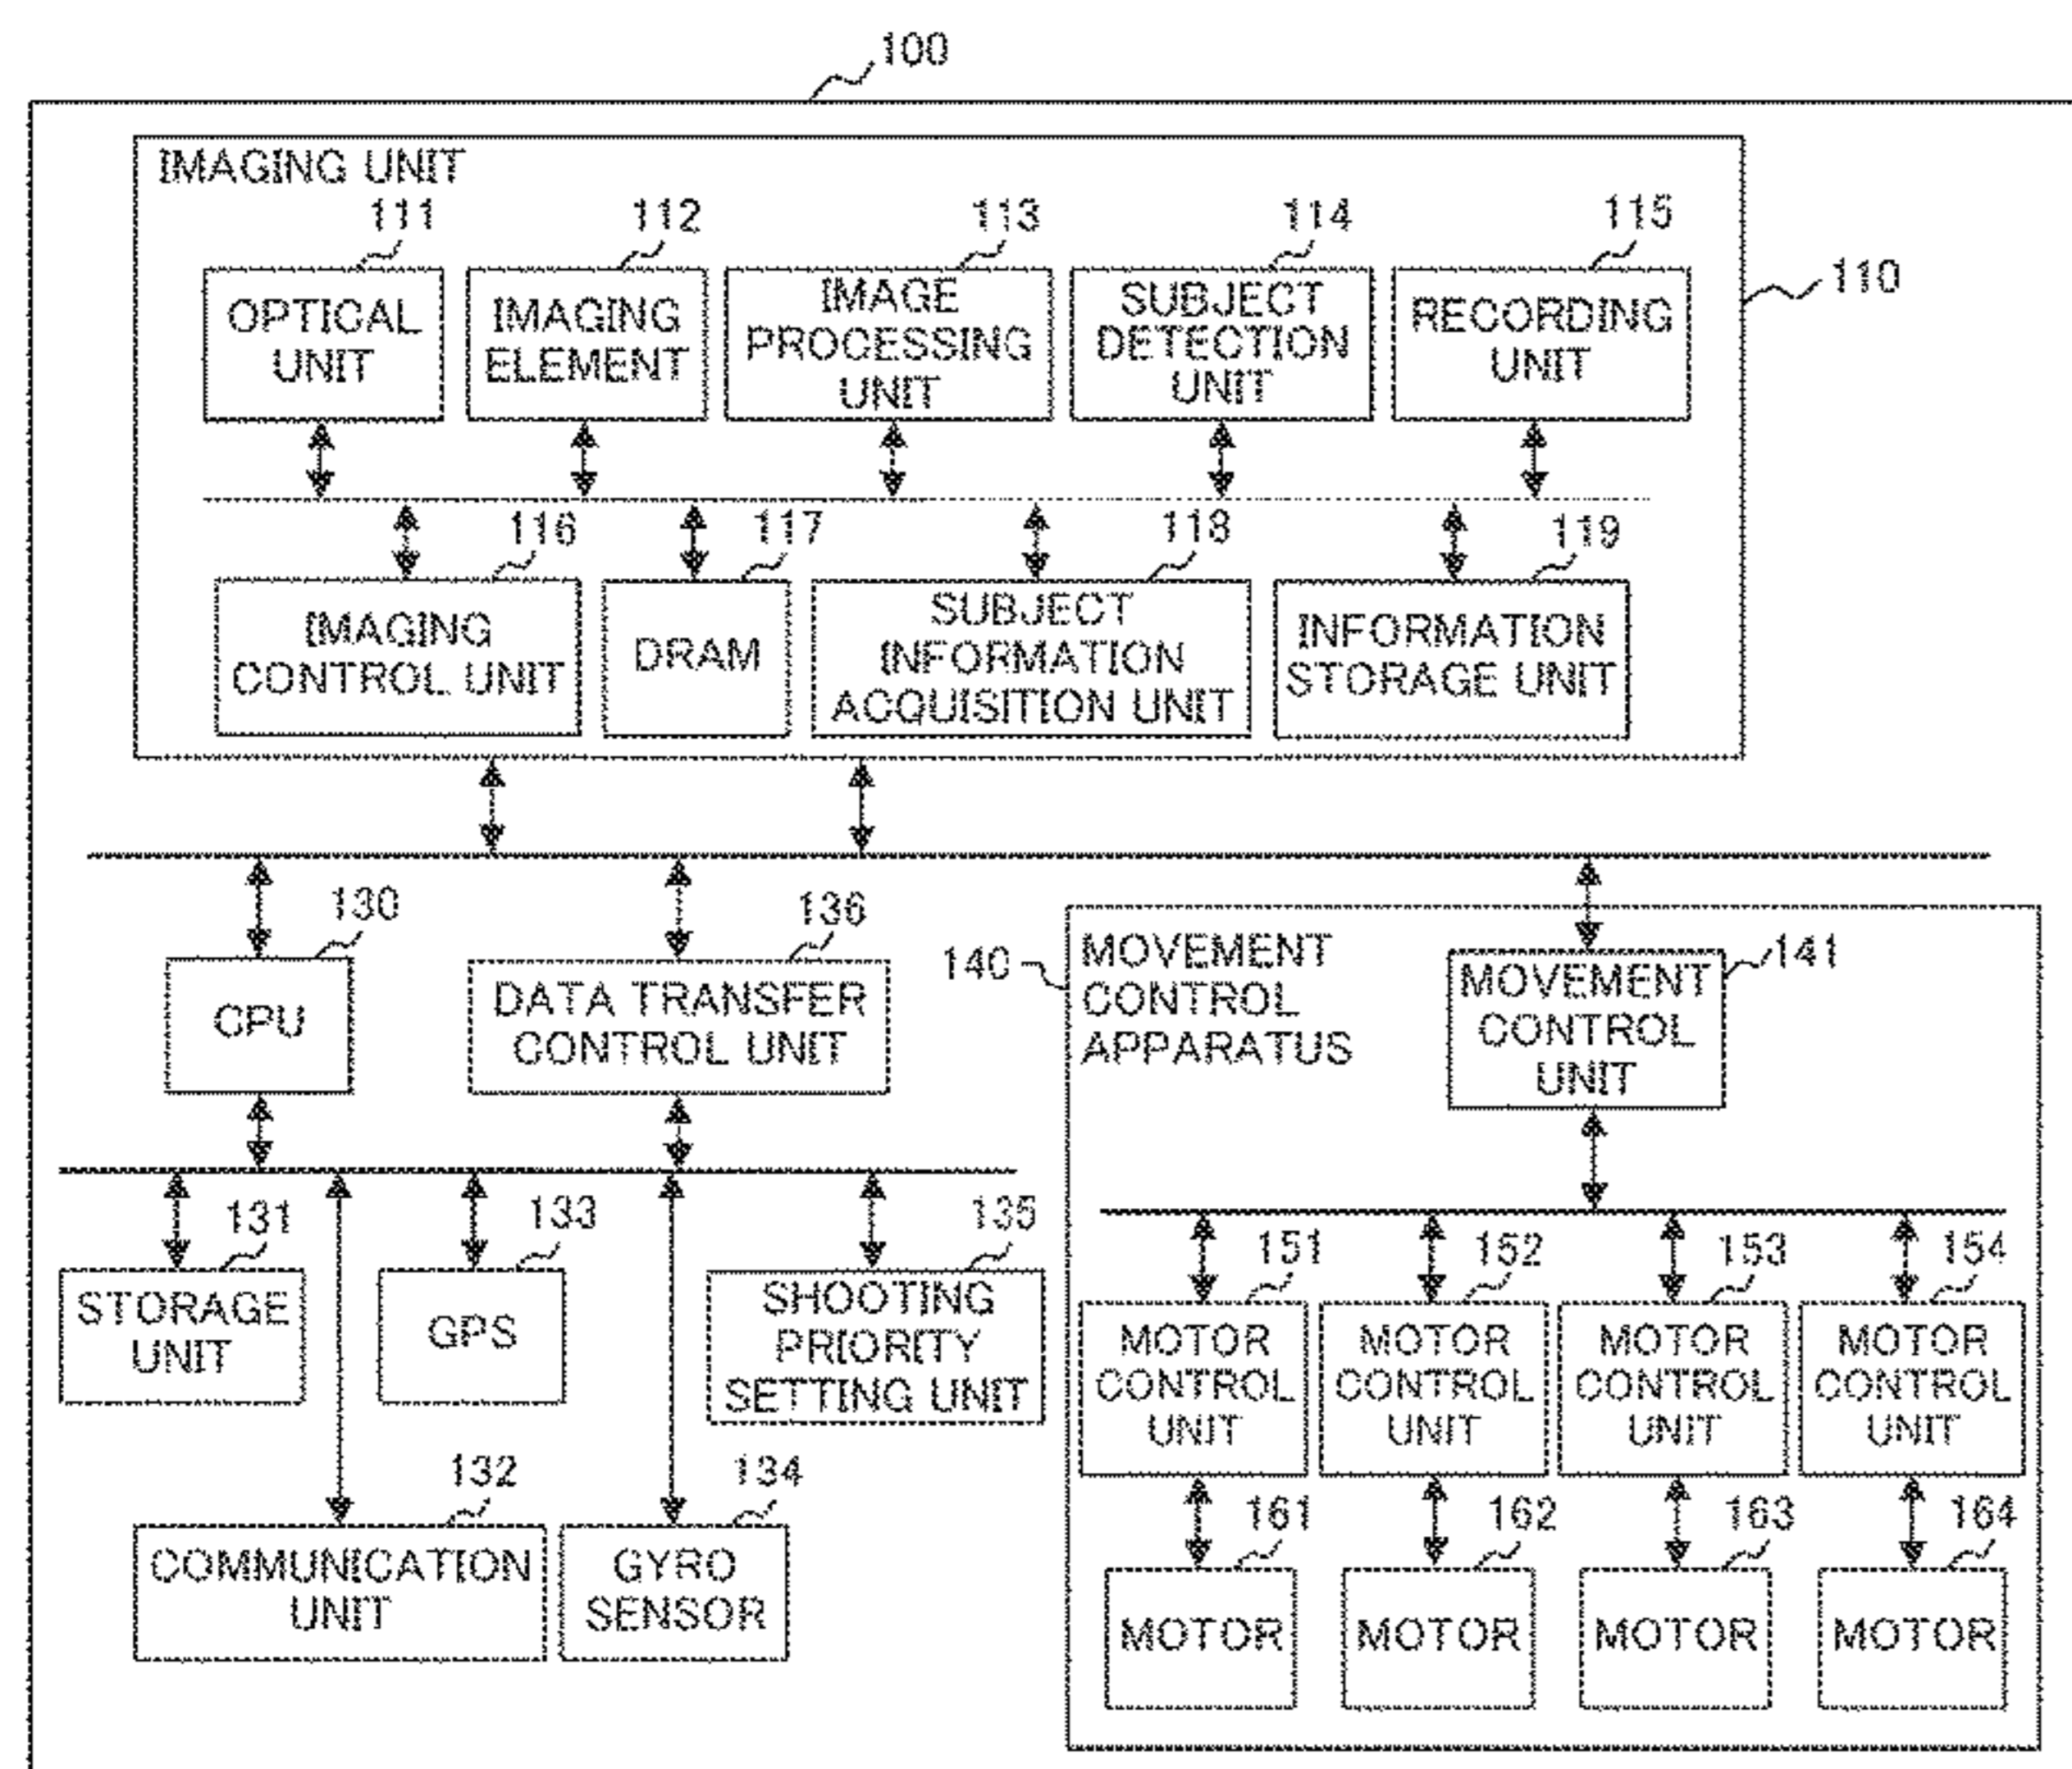 100
IMAGING UNIT
111
112
113
114
115
110
OPTICAL
UNIT
IMAGING
ELEMENT
IMAGE
PROCESSING
UNIT
SUBJECT
DETECTION
UNIT
RECORDING
UNIT
116
117
118
119
IMAGING
CONTROL UNIT
DRAM
SUBJECT
INFORMATION
ACQUISITION UNIT
INFORMATION
STORAGE UNIT
130
136
140
141
CPU
DATA TRANSFER
CONTROL UNIT
MOVEMENT
CONTROL
APPARATUS
MOVEMENT
CONTROL
UNIT
131
133
135
STORAGE
UNIT
GPS
SHOOTING
PRIORITY
SETTING UNIT
151
152
153
154
MOTOR
CONTROL
UNIT
MOTOR
CONTROL
UNIT
MOTOR
CONTROL
UNIT
MOTOR
CONTROL
UNIT
132
134
COMMUNICATION
UNIT
GYRO
SENSOR
161
162
163
164
MOTOR
MOTOR
MOTOR
MOTOR